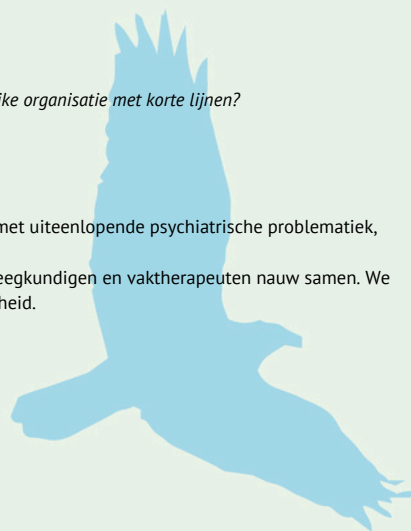 ke organisatie met korte lijnen?
met uiteenlopende psychiatrische problematiek,
eegkundigen en vaktherapeuten nauw samen. We
heid.